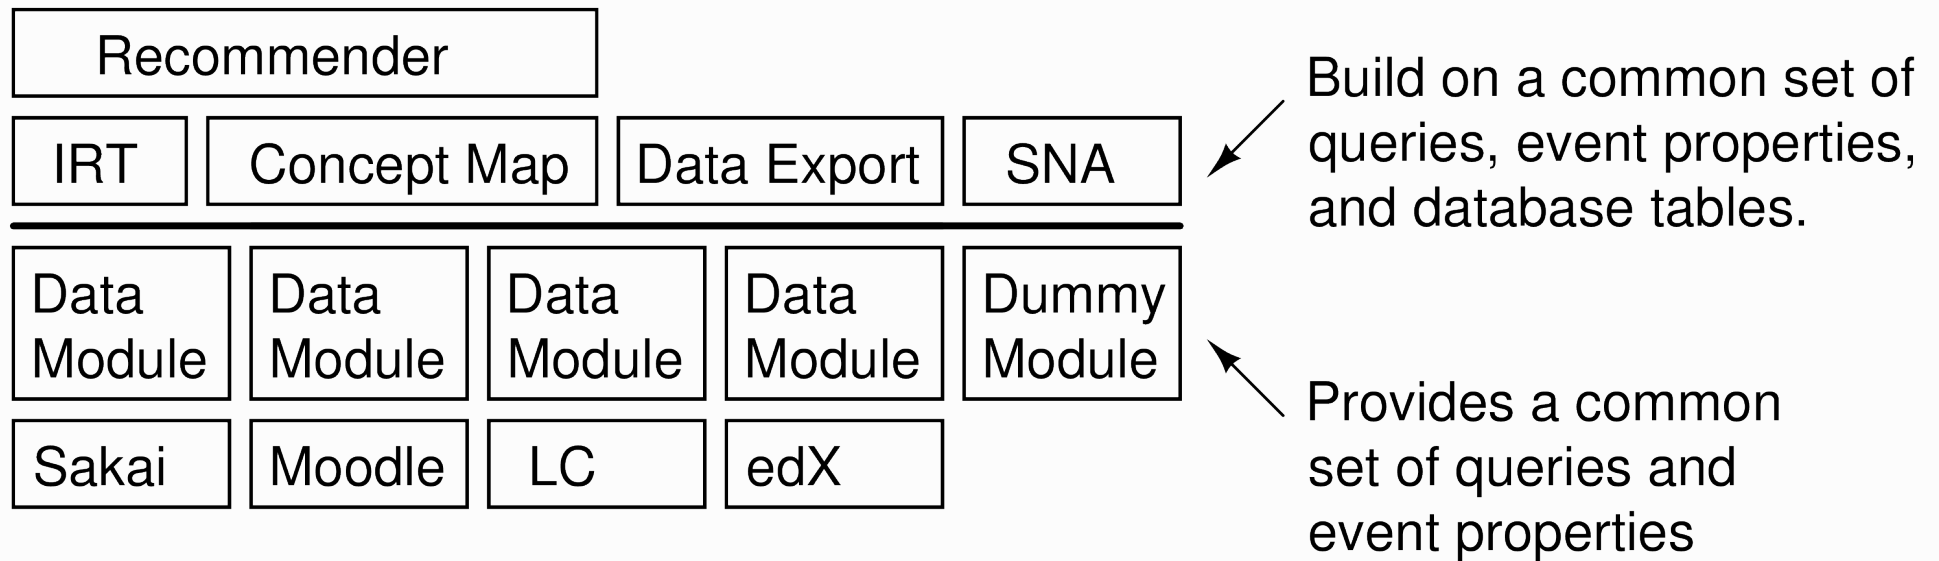 Recommender
IRT
Concept Map
Data Export
SNA
Build on a common set of
queries, event properties,
and database tables.
Data
Module
Data
Module
Data
Module
Data
Module
Dummy
Module
Sakai
Moodle
LC
edX
Provides a common
set of queries and
event properties